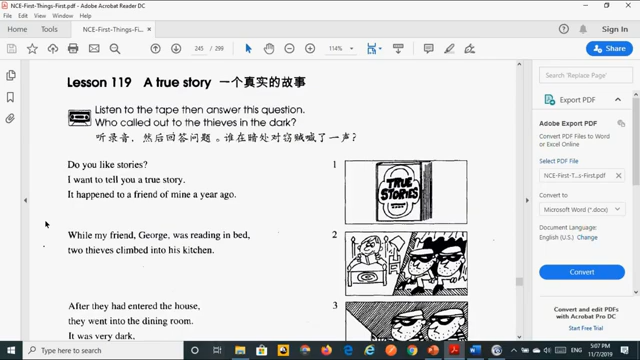 NCE-First-Things-First.pdf - Adobe Acrobat Reader DC
File Edit View Window Help
Home Tools NCE-First-Things-Fi...
Sign In
245 / 299
114%
Share
Lesson 119 A true story 一个真实的故事
Listen to the tape then answer this question.
Who called out to the thieves in the dark?
听录音，然后回答问题。谁在暗处对窃贼喊了一声?
Do you like stories?
I want to tell you a true story.
It happened to a friend of mine a year ago.
1
TRUE
STORIES
While my friend, George, was reading in bed,
two thieves climbed into his kitchen.
2
After they had entered the house,
they went into the dining room.
It was very dark,
3
Search 'Replace Page'
Export PDF
Adobe Export PDF
Convert PDF Files to Word
or Excel Online
Select PDF File
NCE-First-T...s-First.pdf
Convert to
Microsoft Word (*.docx)
Document Language:
English (U.S.) Change
Convert
Convert and edit PDFs
with Acrobat Pro DC
Start Free Trial
Type here to search
ENG
5:07 PM
11/7/2019